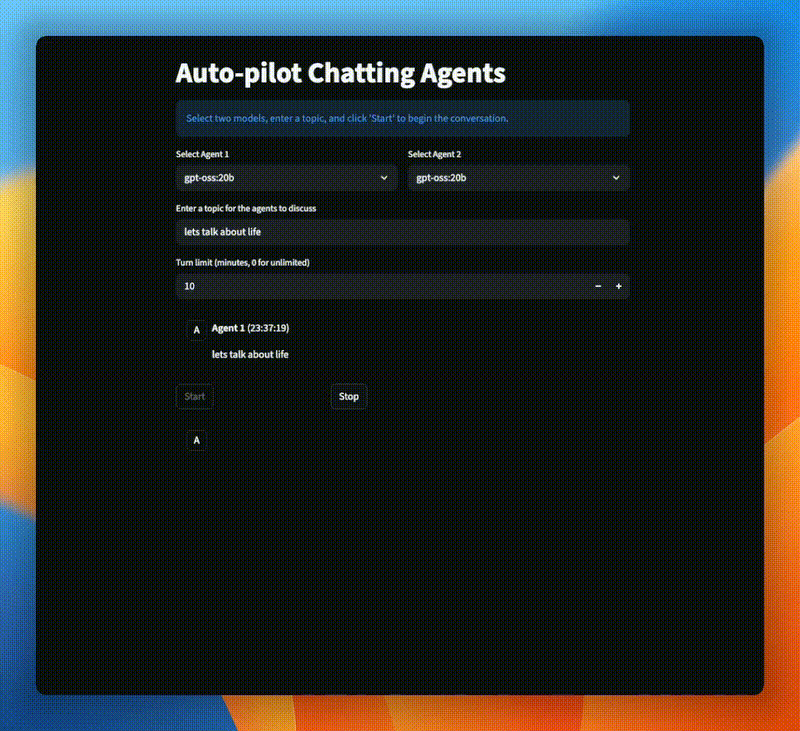 Auto-pilot Chatting Agents
Select two models, enter a topic, and click 'Start' to begin the conversation.
Select Agent 1
Select Agent 2
gpt-oss:20b
gpt-oss:20b
Enter a topic for the agents to discuss
lets talk about life
Turn limit (minutes, 0 for unlimited)
10
A
Agent 1 (23:37:19)
lets talk about life
Start
Stop
A